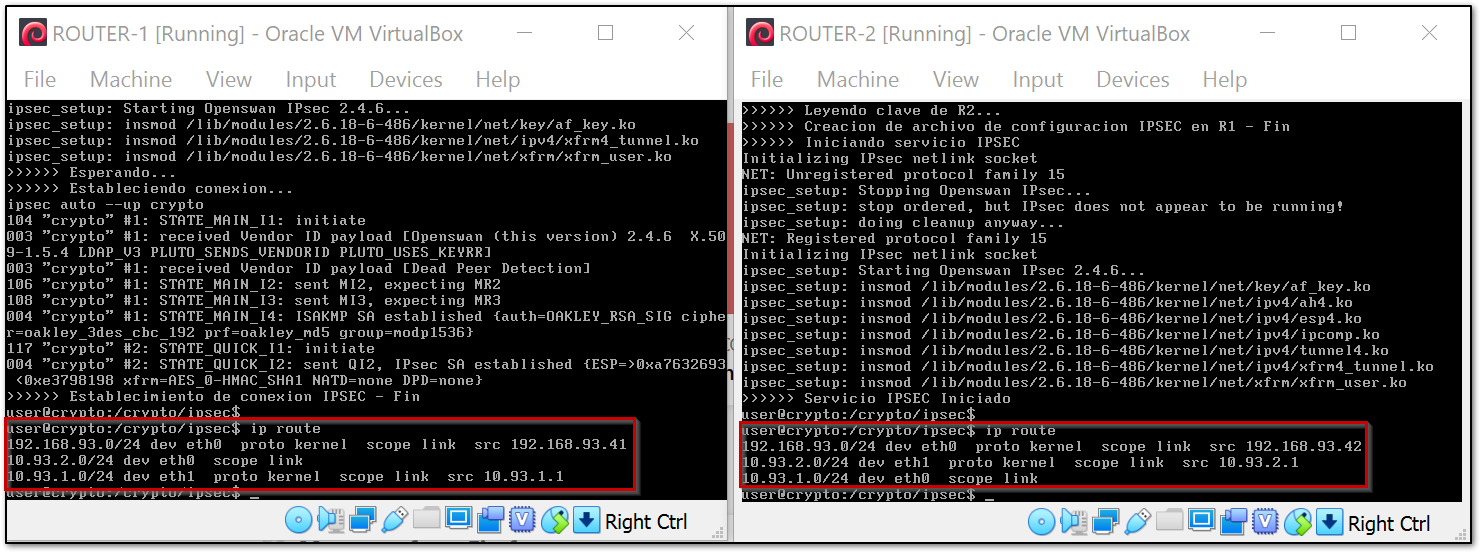 ROUTER-1 [Running] - Oracle VM VirtualBox
File Machine View Input Devices Help
ipsec_setup: Starting Openswan IPsec 2.4.6...
ipsec_setup: insmod /lib/modules/2.6.18-6-486/kernel/net/key/af_key.ko
ipsec_setup: insmod /lib/modules/2.6.18-6-486/kernel/net/ipv4/xfrm4_tunnel.ko
ipsec_setup: insmod /lib/modules/2.6.18-6-486/kernel/net/xfrm/xfrm_user.ko
>>>>>> Esperando...
>>>>>> Estableciendo conexion...
ipsec auto --up crypto
104 "crypto" #1: STATE_MAIN_I1: initiate
003 "crypto" #1: received Vendor ID payload [Openswan (this version) 2.4.6  X.50
9-1.5.4 LDAP_V3 PLUTO_SENDS_VENDORID PLUTO_USES_KEYRR]
003 "crypto" #1: received Vendor ID payload [Dead Peer Detection]
106 "crypto" #1: STATE_MAIN_I2: sent MI2, expecting MR2
108 "crypto" #1: STATE_MAIN_I3: sent MI3, expecting MR3
004 "crypto" #1: STATE_MAIN_I4: ISAKMP SA established {auth=OAKLEY_RSA_SIG ciphe
r=oakley_3des_cbc_192 prf=oakley_md5 group=modp1536}
117 "crypto" #2: STATE_QUICK_I1: initiate
004 "crypto" #2: STATE_QUICK_I2: sent QI2, IPsec SA established {ESP=>0xa7632693
 <0xe3798198 xfrm=AES_0-HMAC_SHA1 NATD=none DPD=none}
>>>>>> Establecimiento de conexion IPSEC - Fin
user@crypto:/crypto/ipsec$
user@crypto:/crypto/ipsec$ ip route
192.168.93.0/24 dev eth0  proto kernel  scope link  src 192.168.93.41
10.93.2.0/24 dev eth0  scope link
10.93.1.0/24 dev eth1  proto kernel  scope link  src 10.93.1.1
user@crypto:/crypto/ipsec$ _
Right Ctrl
ROUTER-2 [Running] - Oracle VM VirtualBox
File Machine View Input Devices Help
>>>>>> Leyendo clave de R2...
>>>>>> Creacion de archivo de configuracion IPSEC en R1 - Fin
>>>>>> Iniciando servicio IPSEC
Initializing IPsec netlink socket
NET: Unregistered protocol family 15
ipsec_setup: Stopping Openswan IPsec...
ipsec_setup: stop ordered, but IPsec does not appear to be running!
ipsec_setup: doing cleanup anyway...
NET: Registered protocol family 15
Initializing IPsec netlink socket
ipsec_setup: Starting Openswan IPsec 2.4.6...
ipsec_setup: insmod /lib/modules/2.6.18-6-486/kernel/net/key/af_key.ko
ipsec_setup: insmod /lib/modules/2.6.18-6-486/kernel/net/ipv4/ah4.ko
ipsec_setup: insmod /lib/modules/2.6.18-6-486/kernel/net/ipv4/esp4.ko
ipsec_setup: insmod /lib/modules/2.6.18-6-486/kernel/net/ipv4/ipcomp.ko
ipsec_setup: insmod /lib/modules/2.6.18-6-486/kernel/net/ipv4/tunnel4.ko
ipsec_setup: insmod /lib/modules/2.6.18-6-486/kernel/net/ipv4/xfrm4_tunnel.ko
ipsec_setup: insmod /lib/modules/2.6.18-6-486/kernel/net/xfrm/xfrm_user.ko
>>>>>> Servicio IPSEC Iniciado
user@crypto:/crypto/ipsec$
user@crypto:/crypto/ipsec$ ip route
192.168.93.0/24 dev eth0  proto kernel  scope link  src 192.168.93.42
10.93.2.0/24 dev eth1  proto kernel  scope link  src 10.93.2.1
10.93.1.0/24 dev eth0  scope link
user@crypto:/crypto/ipsec$ _
Right Ctrl